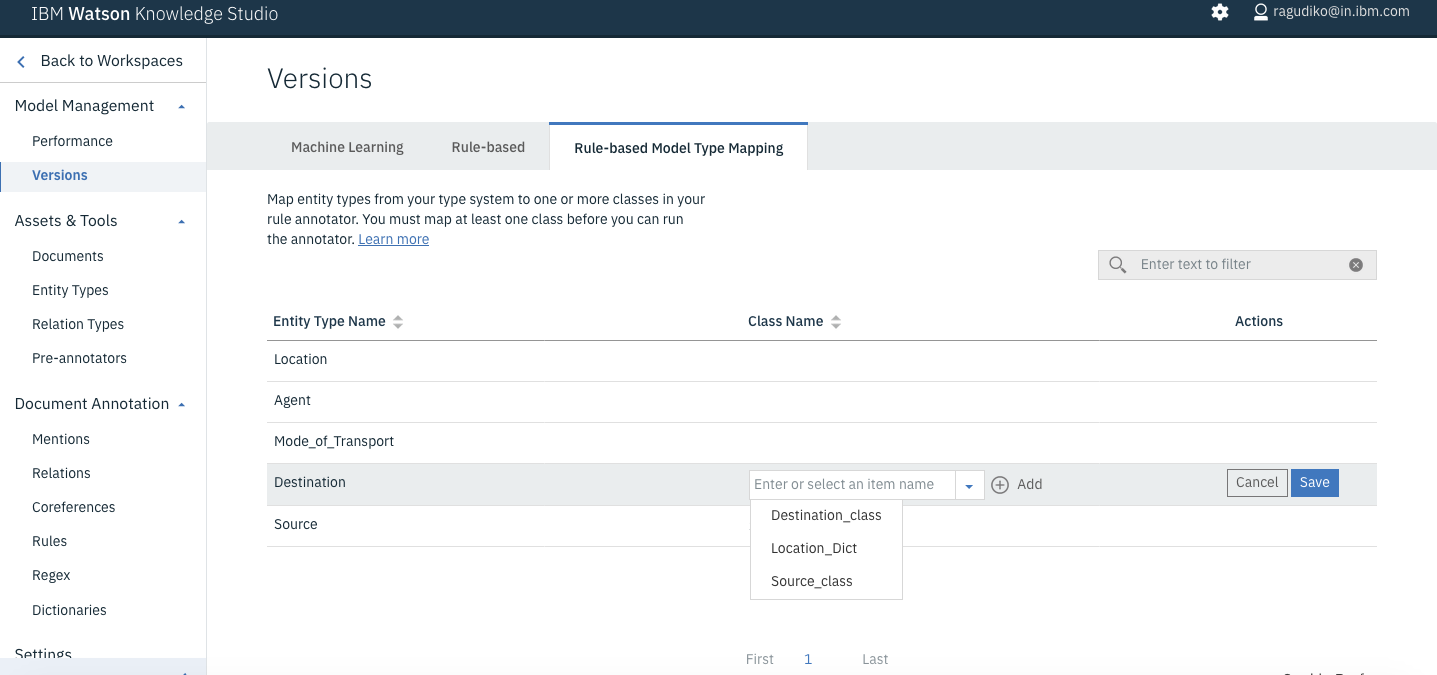 IBM Watson Knowledge Studio
ragudiko@in.ibm.com
Back to Workspaces
Model Management
Performance
Versions
Assets & Tools
Documents
Entity Types
Relation Types
Pre-annotators
Document Annotation
Mentions
Relations
Coreferences
Rules
Regex
Dictionaries
Settings
Versions
Machine Learning
Rule-based
Rule-based Model Type Mapping
Map entity types from your type system to one or more classes in your
rule annotator. You must map at least one class before you can run
the annotator. Learn more
Enter text to filter
Entity Type Name
Class Name
Actions
Location
Agent
Mode_of_Transport
Destination
Enter or select an item name
Add
Cancel
Save
Destination_class
Location_Dict
Source_class
Source
First
1
Last